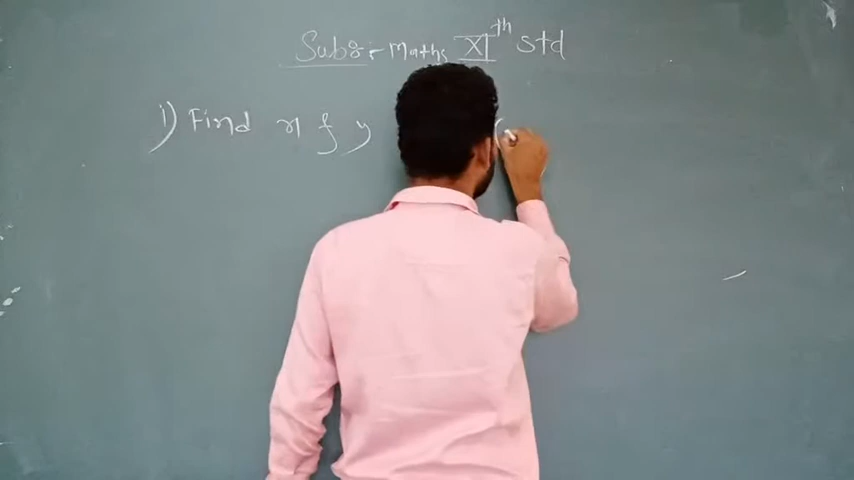 Sub:- Maths XIth std
1) Find x & y (